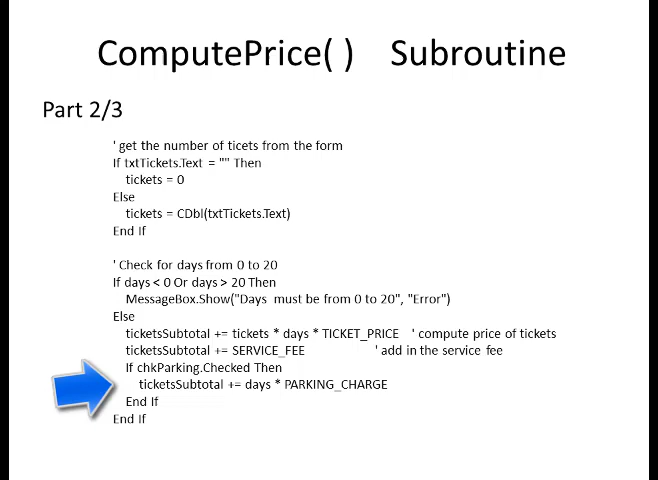 ComputePrice( ) Subroutine
Part 2/3
' get the number of ticets from the form
If txtTickets.Text = "" Then
tickets = 0
Else
tickets = CDbl(txtTickets.Text)
End If
' Check for days from 0 to 20
If days < 0 Or days > 20 Then
MessageBox.Show("Days must be from 0 to 20", "Error")
Else
ticketsSubtotal += tickets * days * TICKET_PRICE ' compute price of tickets
ticketsSubtotal += SERVICE_FEE ' add in the service fee
If chkParking.Checked Then
ticketsSubtotal += days * PARKING_CHARGE
End If
End If